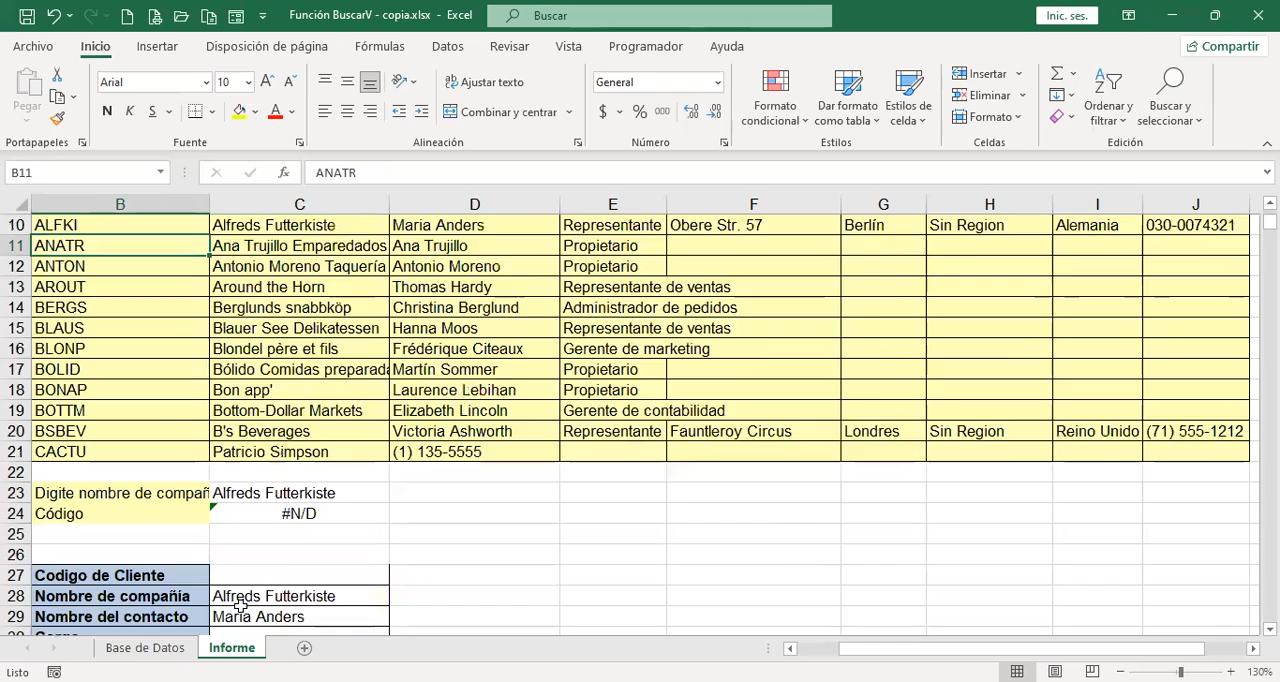 Función BuscarV - copia.xlsx - Excel
Buscar
Inic. ses.
Archivo Inicio Insertar Disposición de página Fórmulas Datos Revisar Vista Programador Ayuda
Compartir
Pegar
Arial 10
N K S
Ajustar texto
Combinar y centrar
General
$ % 000
Formato condicional
Dar formato como tabla
Estilos de celda
Insertar
Eliminar
Formato
Ordenar y filtrar
Buscar y seleccionar
Portapapeles Fuente Alineación Número Estilos Celdas Edición
B11 fx ANATR
B C D E F G H I J
10 ALFKI Alfreds Futterkiste Maria Anders Representante Obere Str. 57 Berlín Sin Region Alemania 030-0074321
11 ANATR Ana Trujillo Emparedados Ana Trujillo Propietario
12 ANTON Antonio Moreno Taquería Antonio Moreno Propietario
13 AROUT Around the Horn Thomas Hardy Representante de ventas
14 BERGS Berglunds snabbköp Christina Berglund Administrador de pedidos
15 BLAUS Blauer See Delikatessen Hanna Moos Representante de ventas
16 BLONP Blondel père et fils Frédérique Citeaux Gerente de marketing
17 BOLID Bólido Comidas preparada Martín Sommer Propietario
18 BONAP Bon app' Laurence Lebihan Propietario
19 BOTTM Bottom-Dollar Markets Elizabeth Lincoln Gerente de contabilidad
20 BSBEV B's Beverages Victoria Ashworth Representante Fauntleroy Circus Londres Sin Region Reino Unido (71) 555-1212
21 CACTU Patricio Simpson (1) 135-5555
22
23 Digite nombre de compañ Alfreds Futterkiste
24 Código #N/D
25
26
27 Codigo de Cliente
28 Nombre de compañía Alfreds Futterkiste
29 Nombre del contacto Maria Anders
Base de Datos Informe
Listo 130%